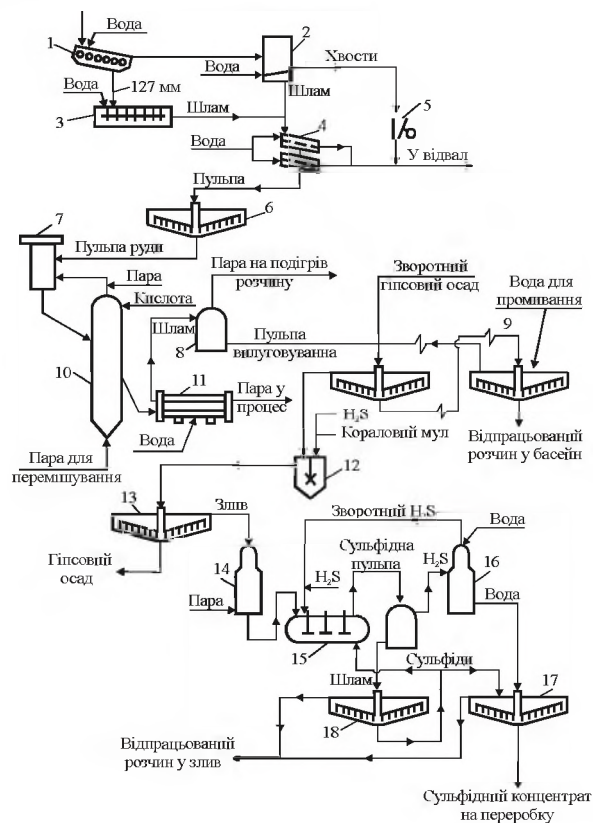 Вода
1
2
Вода
Хвости
127 мм
Вода
Шлам
Шлам
3
4
5
Вода
У відвал
Пульпа
6
7
Пульпа руди
Пара
Кислота
Шлам
Пара на подігрів
розчину
Зворотний
гіпсовий осад
Вода для
промивання
8
Пульпа
вилуговуванна
9
10
11
Пара у
процес
Вода
H₂S
Кораловий мул
Відпрацьований
розчин у басейн
Пара для
перемішування
12
13
Злив
Гіпсовий
осад
Зворотний H₂S
Вода
Сульфідна
пульпа
H₂S
H₂S
14
16
Пара
Вода
15
Сульфіди
Шлам
17
18
Відпрацьований
розчин у злив
Сульфідний концентрат
на переробку